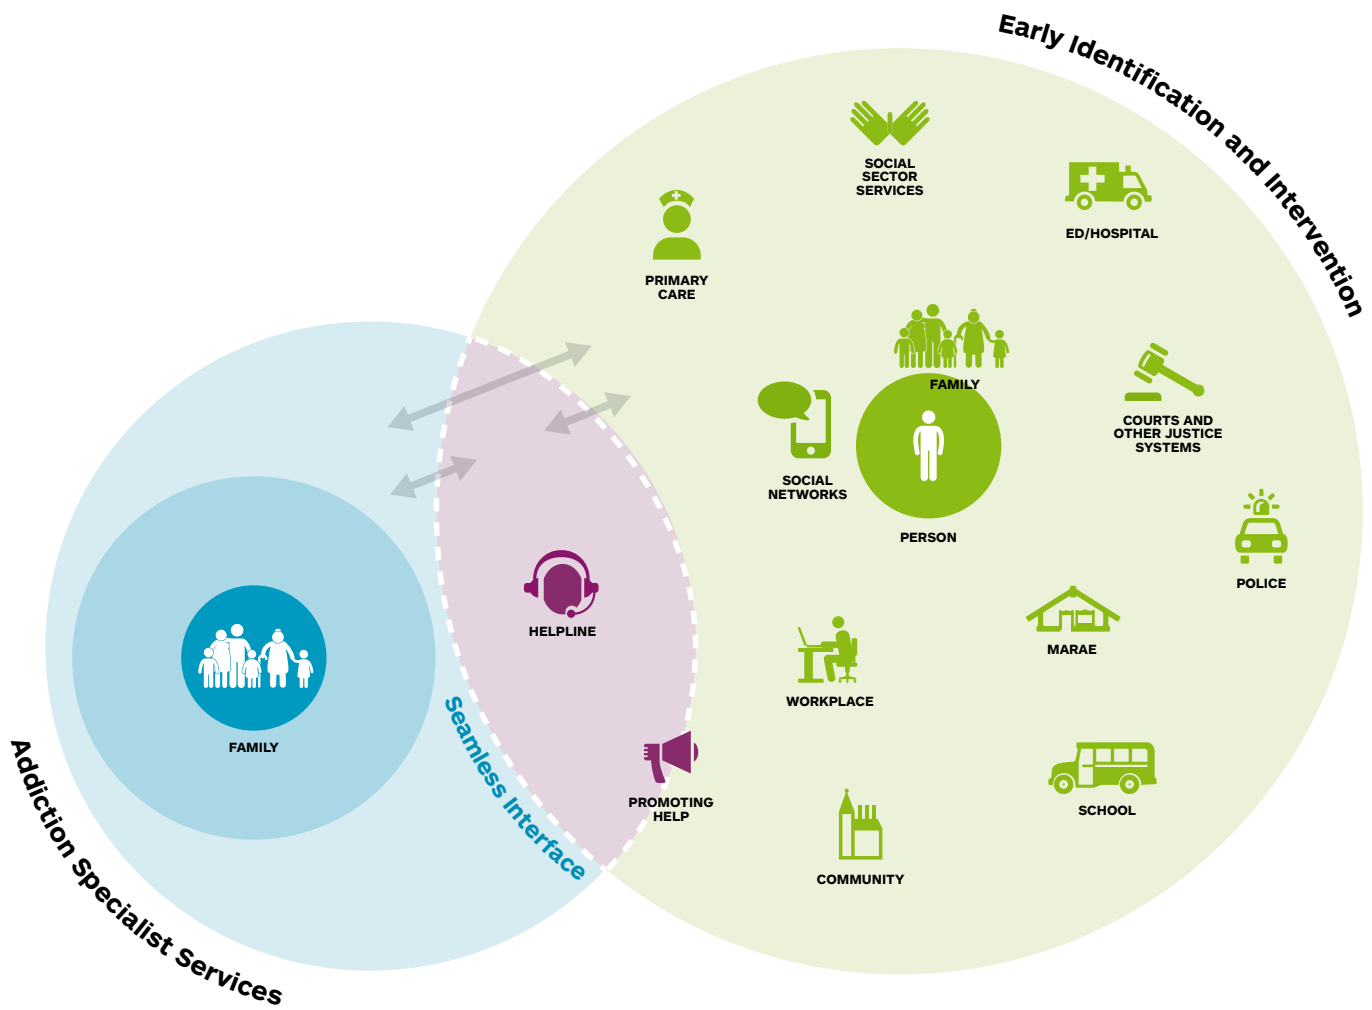 Early Identification and Intervention
SOCIAL
SECTOR
SERVICES
ED/HOSPITAL
PRIMARY
CARE
FAMILY
COURTS AND
OTHER JUSTICE
SYSTEMS
SOCIAL
NETWORKS
PERSON
POLICE
HELPLINE
MARAE
WORKPLACE
FAMILY
Seamless Interface
PROMOTING
HELP
SCHOOL
COMMUNITY
Addiction Specialist Services